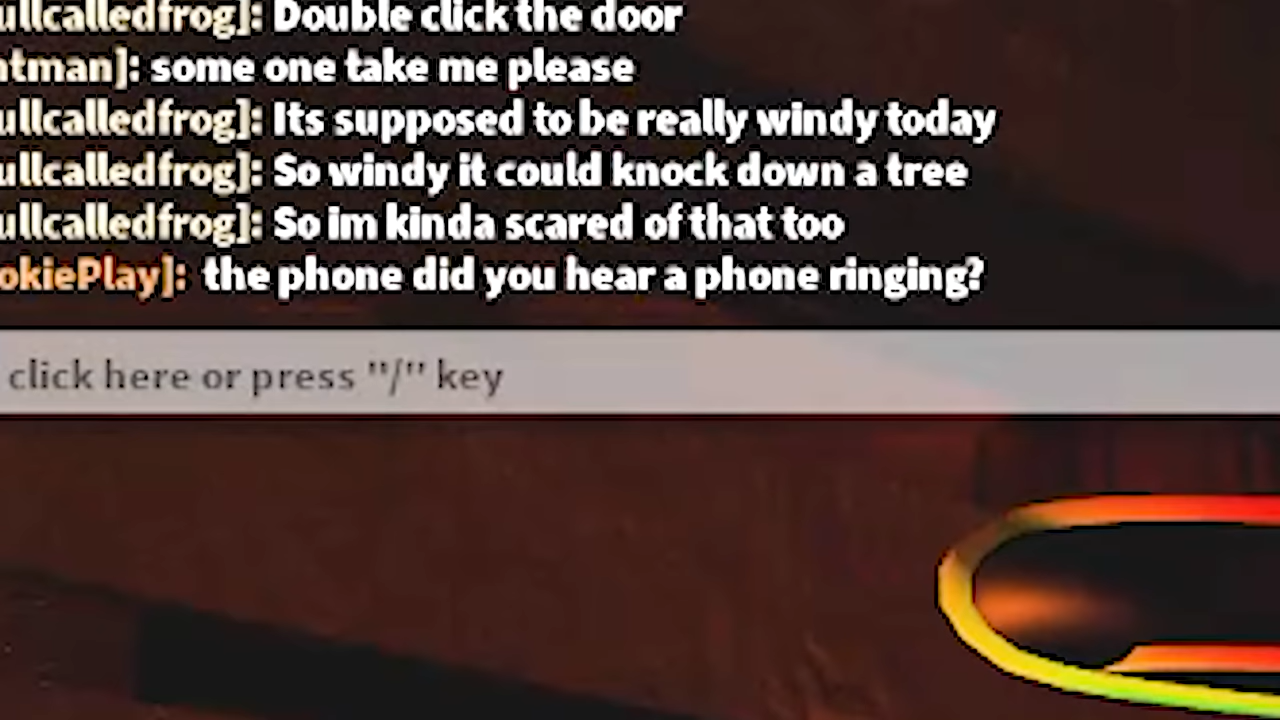 ullcalledfrog]: Double click the door
atman]: some one take me please
ullcalledfrog]: Its supposed to be really windy today
ullcalledfrog]: So windy it could knock down a tree
ullcalledfrog]: So im kinda scared of that too
okiePlay]: the phone did you hear a phone ringing?
click here or press "/" key